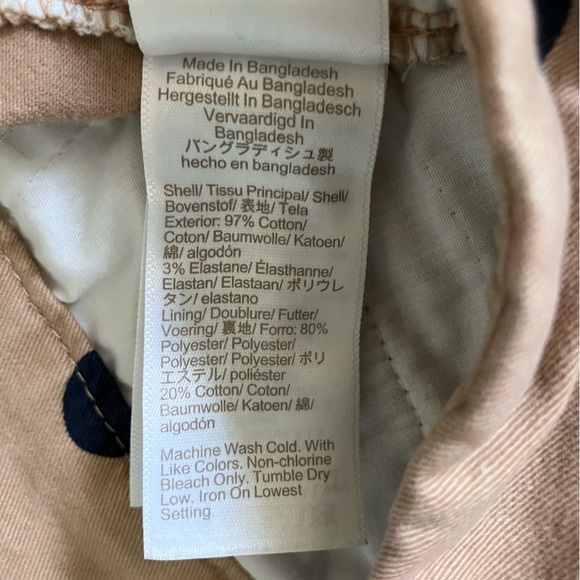 Made In Bangladesh
Fabriqué Au Bangladesh
Hergestellt In Bangladesch
Vervaardigd In
Bangladesh
バングラディシュ製
hecho en bangladesh
Shell/ Tissu Principal/ Shell/
Bovenstof/ 表地/ Tela
Exterior: 97% Cotton/
Coton/ Baumwolle/ Katoen/
綿/ algodón
3% Elastane/ Élasthanne/
Elastan/ Elastaan/ ポリウレ
タン/ elastano
Lining/ Doublure/ Futter/
Voering/ 裏地/ Forro: 80%
Polyester/ Polyester/
Polyester/ Polyester/ ポリ
エステル/ poliéster
20% Cotton/ Coton/
Baumwolle/ Katoen/ 綿/
algodón
Machine Wash Cold. With
Like Colors. Non-chlorine
Bleach Only. Tumble Dry
Low. Iron On Lowest
Setting